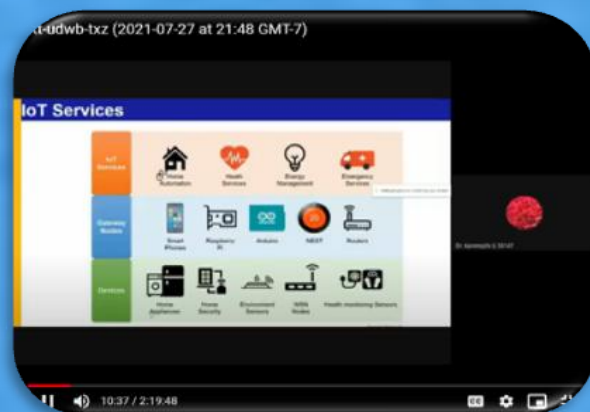 -udwb-txz (2021-07-27 at 21:48 GMT-7)
IoT Services
IoT Services
Home Automation
Health Services
Energy Management
Emergency Services
Gateway Nodes
Smart Phones
Raspberry Pi
Arduino
NEST
Routers
Devices
Home Appliances
Home Security
Environment Sensors
WSN Nodes
Health monitoring Sensors
10:37 / 2:19:48
CC